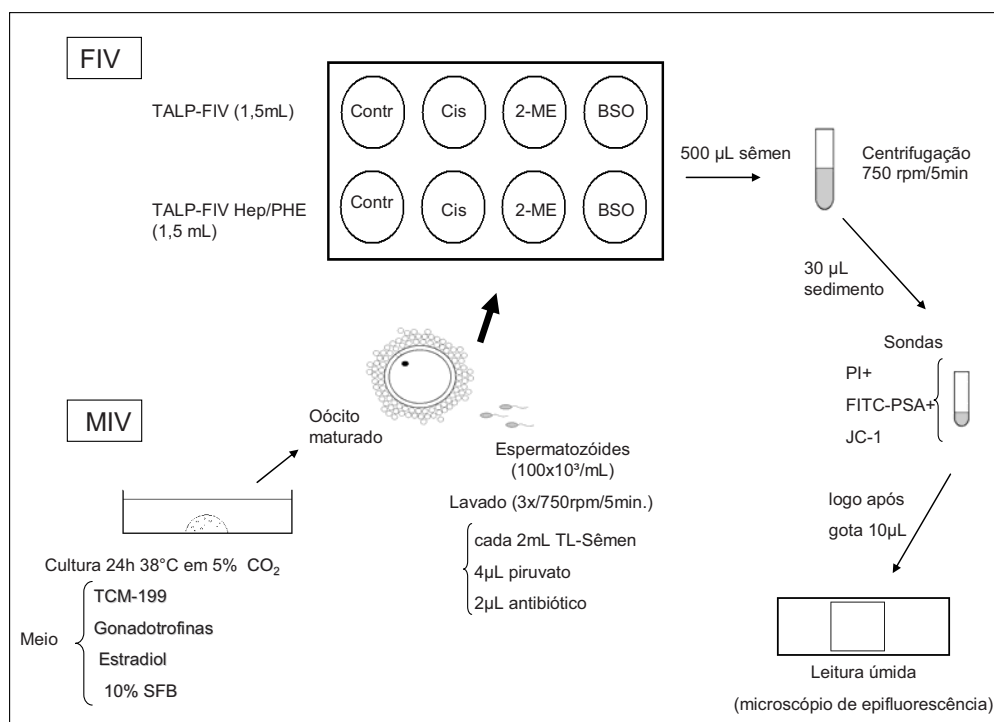 FIV
TALP-FIV (1,5mL)
Contr
Cis
2-ME
BSO
TALP-FIV Hep/PHE
(1,5 mL)
Contr
Cis
2-ME
BSO
500 µL sêmen
Centrifugação
750 rpm/5min
30 µL
sedimento
Sondas
PI+
FITC-PSA+
JC-1
logo após
gota 10µL
Leitura úmida
(microscópio de epifluorescência)
MIV
Oócito
maturado
Espermatozóides
(100x10³/mL)
Lavado (3x/750rpm/5min.)
cada 2mL TL-Sêmen
4µL piruvato
2µL antibiótico
Cultura 24h 38°C em 5% CO₂
Meio
TCM-199
Gonadotrofinas
Estradiol
10% SFB